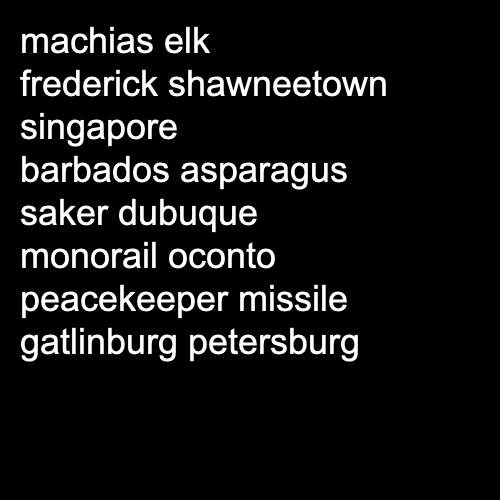 machias elk
frederick shawneetown
singapore
barbados asparagus
saker dubuque
monorail oconto
peacekeeper missile
gatlinburg petersburg